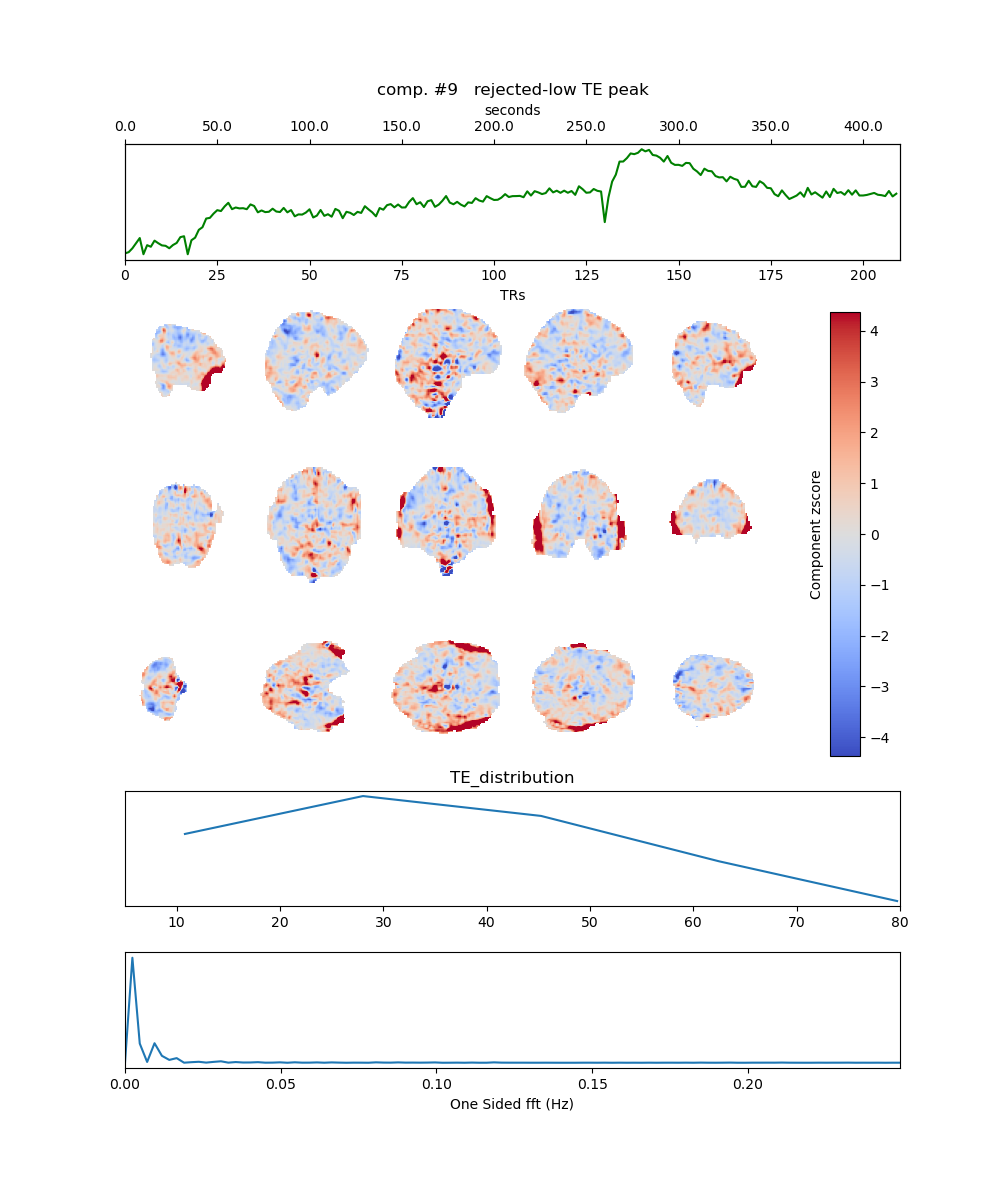 comp. #9   rejected-low TE peak
seconds
0.0 50.0 100.0 150.0 200.0 250.0 300.0 350.0 400.0
0 25 50 75 100 125 150 175 200
TRs
4
3
2
1
0
−1
−2
−3
−4
Component zscore
TE_distribution
10 20 30 40 50 60 70 80
0.00 0.05 0.10 0.15 0.20
One Sided fft (Hz)